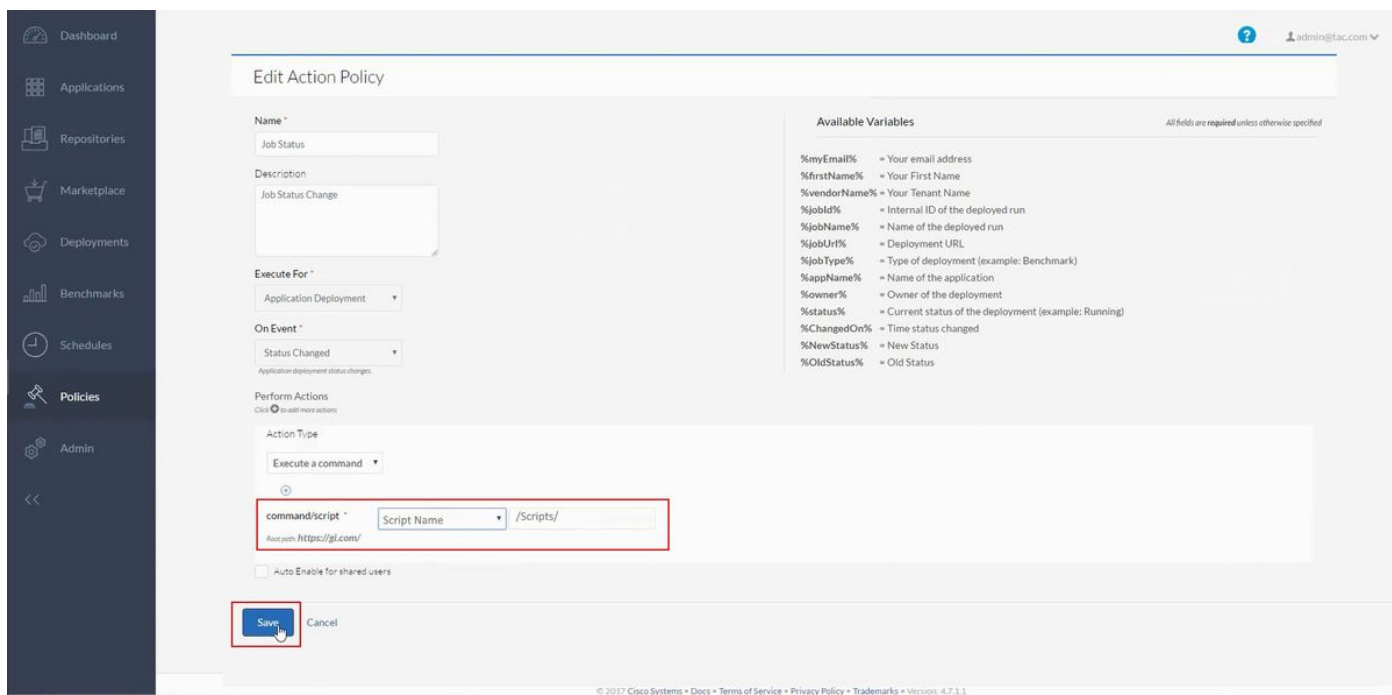 Dashboard
Applications
Repositories
Marketplace
Deployments
Benchmarks
Schedules
Policies
Admin
<<
?
admin@tac.com
Edit Action Policy
Name *
Job Status
Description
Job Status Change
Execute For *
Application Deployment
On Event *
Status Changed
Application deployment status changes.
Perform Actions
Click to add more actions
Action Type
Execute a command
command/script *
Script Name
/Scripts/
Root path: https://gi.com/
Auto Enable for shared users
Save
Cancel
Available Variables
All fields are required unless otherwise specified
%myEmail% = Your email address
%firstName% = Your First Name
%vendorName% = Your Tenant Name
%jobId% = Internal ID of the deployed run
%jobName% = Name of the deployed run
%jobUrl% = Deployment URL
%jobType% = Type of deployment (example: Benchmark)
%appName% = Name of the application
%owner% = Owner of the deployment
%status% = Current status of the deployment (example: Running)
%ChangedOn% = Time status changed
%NewStatus% = New Status
%OldStatus% = Old Status
© 2017 Cisco Systems • Docs • Terms of Service • Privacy Policy • Trademarks • Version: 4.7.1.1